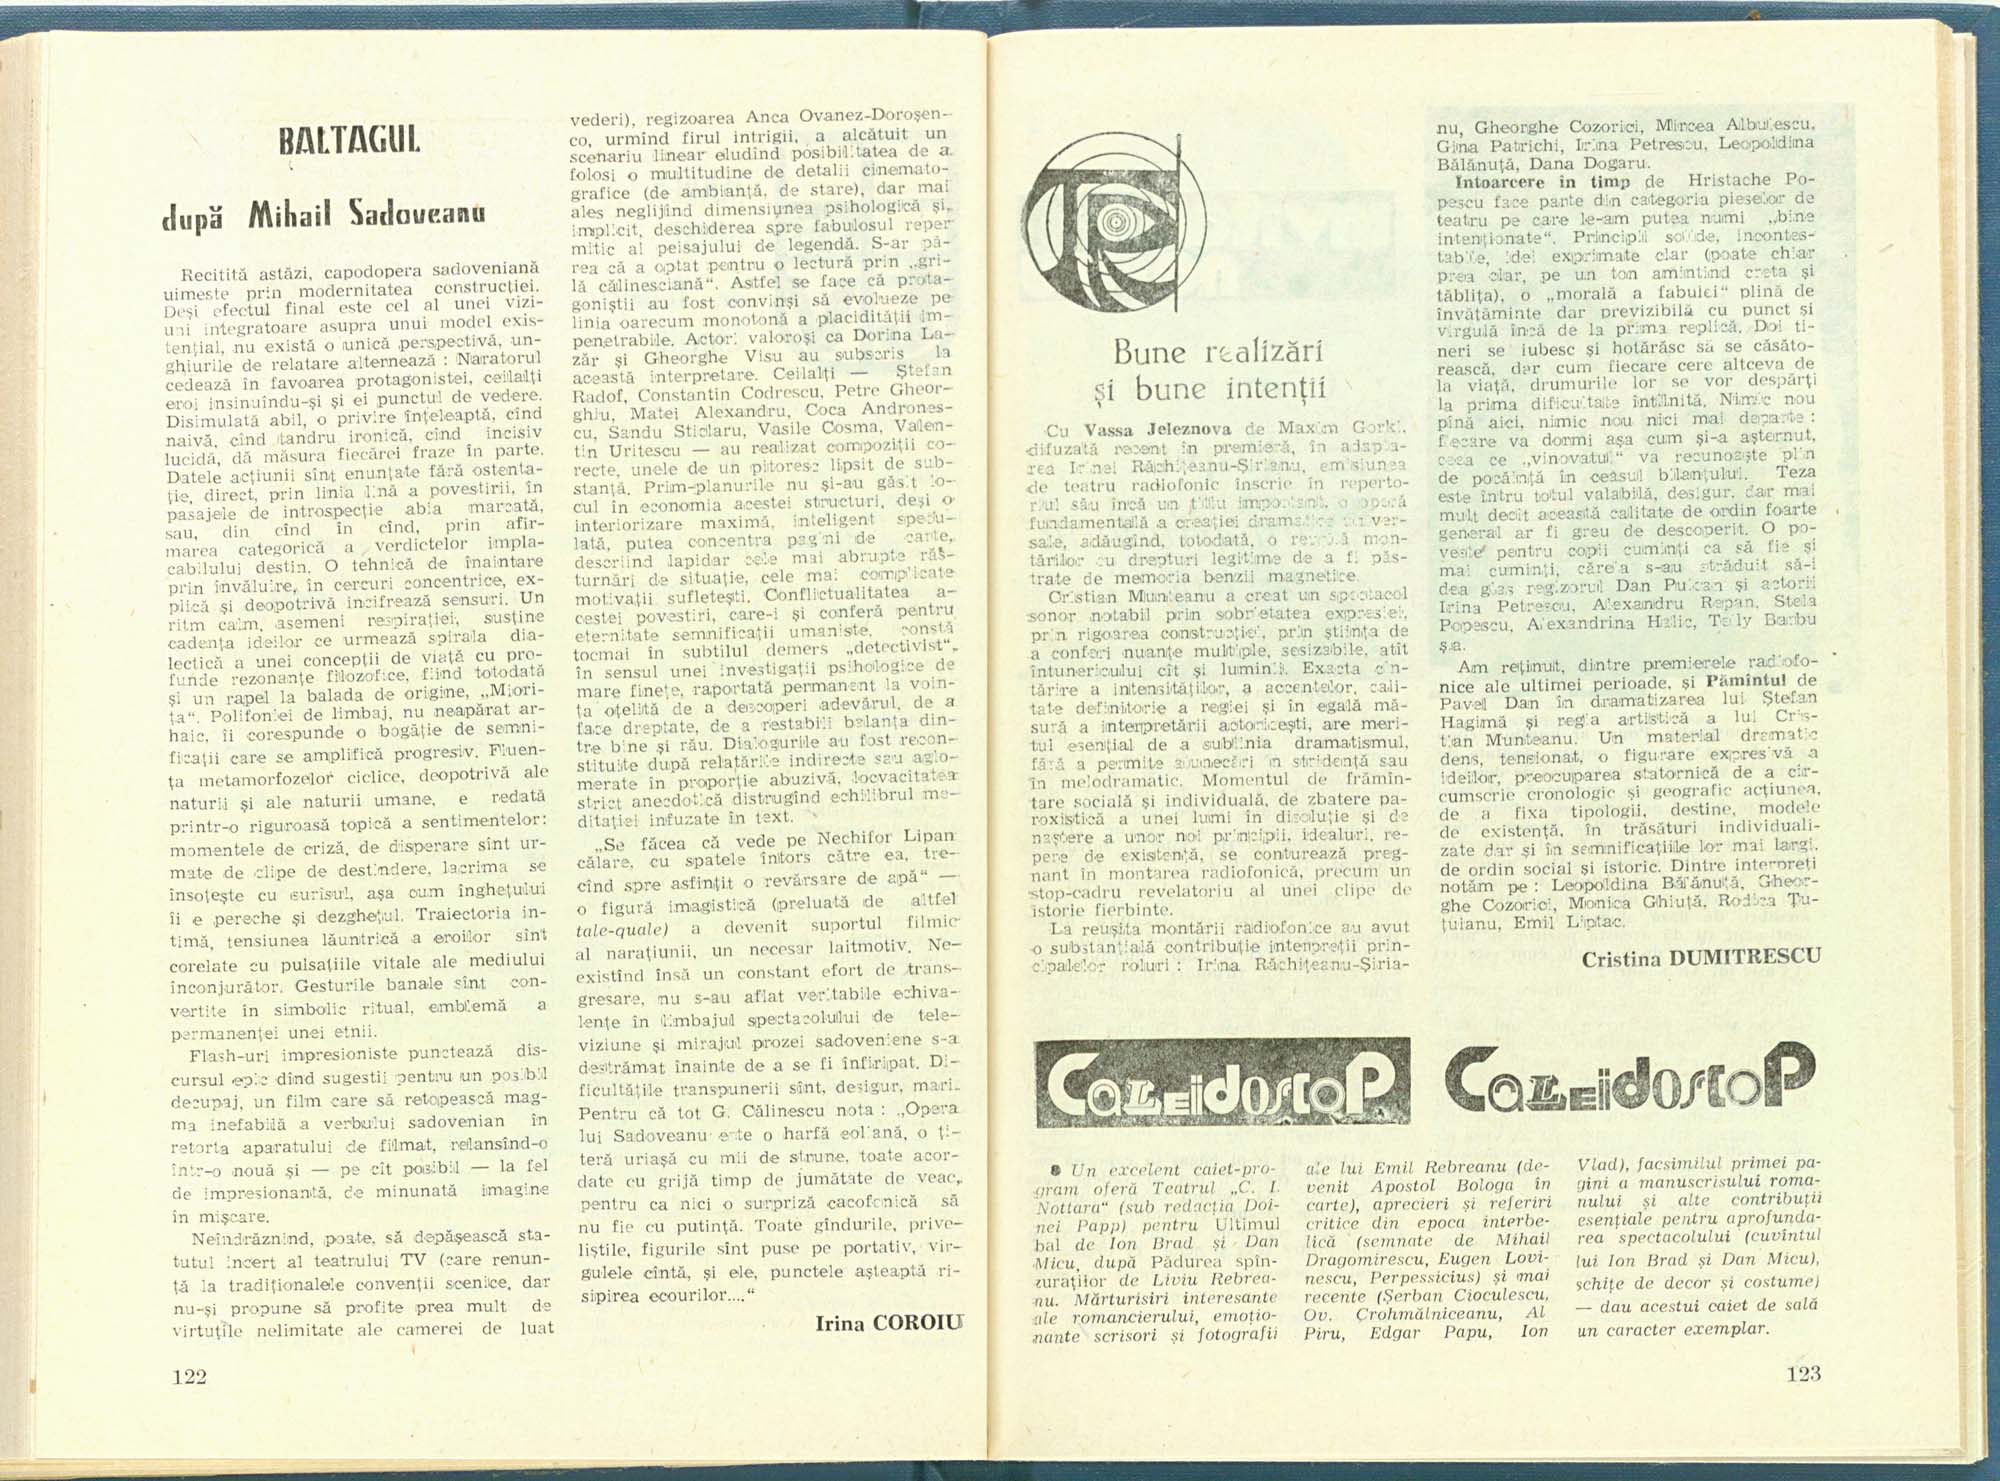 BALTAGUL
după Mihail Sadoveanu
Recitită astăzi, capodopera sadoveniană
uimește prin modernitatea construcției.
Deși efectul final este cel al unei vizi-
uni integratoare asupra unui model exis-
tențial, nu există o unică perspectivă, un-
ghiurile de relatare alternează : Naratorul
cedează în favoarea protagonistei, ceilalți
eroi insinuîndu-și și ei punctul de vedere.
Disimulată abil, o privire înțeleaptă, cînd
naivă, cînd tandru ironică, cînd incisiv
lucidă, dă măsura fiecărei fraze în parte.
Datele acțiunii sînt enunțate fără ostenta-
ție, direct, prin linia lină a povestirii, în
pasajele de introspecție abia marcată,
sau, din cînd în cînd, prin afir-
marea categorică a verdictelor impla-
cabilului destin. O tehnică de înaintare
prin învăluire, în cercuri concentrice, ex-
plică și deopotrivă incifrează sensuri. Un
ritm calm, asemeni respirației, susține
cadența ideilor ce urmează spirala dia-
lectică a unei concepții de viață cu pro-
funde rezonanțe filozofice, fiind totodată
și un rapel la balada de origine, „Miori-
ța“. Polifoniei de limbaj, nu neapărat ar-
haic, îi corespunde o bogăție de semni-
ficații care se amplifică progresiv. Fluen-
ța metamorfozelor ciclice, deopotrivă ale
naturii și ale naturii umane, e redată
printr-o riguroasă topică a sentimentelor:
momentele de criză, de disperare sînt ur-
mate de clipe de destindere, lacrima se
însoțește cu surîsul, așa cum înghețului
îi e pereche și dezghețul. Traiectoria in-
timă, tensiunea lăuntrică a eroilor sînt
corelate cu pulsațiile vitale ale mediului
înconjurător. Gesturile banale sînt con-
vertite în simbolic ritual, emblemă a
permanenței unei etnii.
Flash-uri impresioniste punctează dis-
cursul epic dînd sugestii pentru un posibil
decupaj, un film care să retopească mag-
ma inefabilă a verbului sadovenian în
retorta aparatului de filmat, relansînd-o
într-o nouă și — pe cît posibil — la fel
de impresionantă, de minunată imagine
în mișcare.
Neîndrăznind, poate, să depășească sta-
tutul incert al teatrului TV (care renun-
ță la tradiționalele convenții scenice, dar
nu-și propune să profite prea mult de
virtuțile nelimitate ale camerei de luat
vederi), regizoarea Anca Ovanez-Doroșen-
co, urmînd firul intrigii, a alcătuit un
scenariu linear eludînd posibilitatea de a
folosi o multitudine de detalii cinemato-
grafice (de ambianță, de stare), dar mai
ales neglijînd dimensiunea psihologică și,
implicit, deschiderea spre fabulosul reper
mitic al peisajului de legendă. S-ar pă-
rea că a optat pentru o lectură prin „gri-
lă călinesciană“. Astfel se face că prota-
goniștii au fost convinși să evolueze pe
linia oarecum monotonă a placidității im-
penetrabile. Actori valoroși ca Dorina La-
zăr și Gheorghe Visu au subscris la
această interpretare. Ceilalți — Ștefan
Radof, Constantin Codrescu, Petre Gheor-
ghiu, Matei Alexandru, Coca Andrones-
cu, Sandu Sticlaru, Vasile Cosma, Valen-
tin Uritescu — au realizat compoziții co-
recte, unele de un pitoresc lipsit de sub-
stanță. Prim-planurile nu și-au găsit lo-
cul în economia acestei structuri, deși o
interiorizare maximă, inteligent specu-
lată, putea concentra pagini de carte,
descriind lapidar cele mai abrupte răs-
turnări de situație, cele mai complicate
motivații sufletești. Conflictualitatea a-
cestei povestiri, care-i și conferă pentru
eternitate semnificații umaniste, constă
tocmai în subtilul demers „detectivist“,
în sensul unei investigații psihologice de
mare finețe, raportată permanent la voin-
ța oțelită de a descoperi adevărul, de a
face dreptate, de a restabili balanța din-
tre bine și rău. Dialogurile au fost recon-
stituite după relatările indirecte sau aglo-
merate în proporție abuzivă, locvacitatea
strict anecdotică distrugînd echilibrul me-
ditației infuzate în text.
„Se făcea că vede pe Nechifor Lipan
călare, cu spatele întors către ea, tre-
cînd spre asfințit o revărsare de apă“ —
o figură imagistică (preluată de altfel
tale-quale) a devenit suportul filmic
al narațiunii, un necesar laitmotiv. Ne-
existînd însă un constant efort de trans-
gresare, nu s-au aflat veritabile echiva-
lențe în limbajul spectacolului de tele-
viziune și mirajul prozei sadoveniene s-a
destrămat înainte de a se fi înfiripat. Di-
ficultățile transpunerii sînt, desigur, mari.
Pentru că tot G. Călinescu nota : „Opera
lui Sadoveanu este o harfă eoliană, o ți-
teră uriașă cu mii de strune, toate acor-
date cu grijă timp de jumătate de veac,
pentru ca nici o surpriză cacofonică să
nu fie cu putință. Toate gîndurile, prive-
liștile, figurile sînt puse pe portativ, vir-
gulele cîntă, și ele, punctele așteaptă ri-
sipirea ecourilor....“
Irina COROIU
122
Bune realizări
și bune intenții
Cu Vassa Jeleznova de Maxim Gorki,
difuzată recent în premieră, în adapta-
rea Irinei Răchițeanu-Șirianu, emisiunea
de teatru radiofonic înscrie în reperto-
riul său încă un titlu important, o operă
fundamentală a creației dramatice univer-
sale, adăugînd, totodată, o reușită mon-
tărilor cu drepturi legitime de a fi păs-
trate de memoria benzii magnetice.
Cristian Munteanu a creat un spectacol
sonor notabil prin sobrietatea expresiei,
prin rigoarea construcției, prin știința de
a conferi nuanțe multiple, sesizabile, atît
întunericului cît și luminii. Exacta cîn-
tărire a intensităților, a accentelor, cali-
tate definitorie a regiei și în egală mă-
sură a interpretării actoricești, are meri-
tul esențial de a sublinia dramatismul,
fără a permite alunecări în stridență sau
în melodramatic. Momentul de frămîn-
tare socială și individuală, de zbatere pa-
roxistică a unei lumi în disoluție și de
naștere a unor noi principii, idealuri, re-
pere de existență, se conturează preg-
nant în montarea radiofonică, precum un
stop-cadru revelatoriu al unei clipe de
istorie fierbinte.
La reușita montării radiofonice au avut
o substanțială contribuție interpreții prin-
cipalelor roluri : Irina Răchițeanu-Șiria-
nu, Gheorghe Cozorici, Mircea Albulescu,
Gina Patrichi, Irina Petrescu, Leopoldina
Bălănuță, Dana Dogaru.
Intoarcere in timp de Hristache Po-
pescu face parte din categoria pieselor de
teatru pe care le-am putea numi „bine
intenționate“. Principii solide, incontes-
tabile, idei exprimate clar (poate chiar
prea clar, pe un ton amintind creta și
tăblița), o „morală a fabulei“ plină de
învățăminte dar previzibilă cu punct și
virgulă încă de la prima replică. Doi ti-
neri se iubesc și hotărăsc să se căsăto-
rească, dar cum fiecare cere altceva de
la viață, drumurile lor se vor despărți
la prima dificultate întîlnită. Nimic nou
pînă aici, nimic nou nici mai departe :
fiecare va dormi așa cum și-a așternut,
ceea ce „vinovatul“ va recunoaște plin
de pocăință în ceasul bilanțului. Teza
este întru totul valabilă, desigur, dar mai
mult decît această calitate de ordin foarte
general ar fi greu de descoperit. O po-
veste pentru copii cuminți ca să fie și
mai cuminți, căreia s-au străduit să-i
dea glas regizorul Dan Puican și actorii
Irina Petrescu, Alexandru Repan, Stela
Popescu, Alexandrina Halic, Tally Barbu
ș.a.
Am reținut, dintre premierele radiofo-
nice ale ultimei perioade, și Pămîntul de
Pavel Dan în dramatizarea lui Ștefan
Hagimă și regia artistică a lui Cris-
tian Munteanu. Un material dramatic
dens, tensionat, o figurare expresivă a
ideilor, preocuparea statornică de a cir-
cumscrie cronologic și geografic acțiunea,
de a fixa tipologii, destine, modele
de existență, în trăsături individuali-
zate dar și în semnificațiile lor mai largi,
de ordin social și istoric. Dintre interpreți
notăm pe : Leopoldina Bălănuță, Gheor-
ghe Cozorici, Monica Ghiuță, Rodica Țu-
țuianu, Emil Liptac.
Cristina DUMITRESCU
CALEIDOSCOP CALEIDOSCOP
● Un excelent caiet-pro-
gram oferă Teatrul „C. I.
Nottara“ (sub redacția Doi-
nei Papp) pentru Ultimul
bal de Ion Brad și Dan
Micu, după Pădurea spîn-
zuraților de Liviu Rebrea-
nu. Mărturisiri interesante
ale romancierului, emoțio-
nante scrisori și fotografii
ale lui Emil Rebreanu (de-
venit Apostol Bologa în
carte), aprecieri și referiri
critice din epoca interbe-
lică (semnate de Mihail
Dragomirescu, Eugen Lovi-
nescu, Perpessicius) și mai
recente (Șerban Cioculescu,
Ov. Crohmălniceanu, Al
Piru, Edgar Papu, Ion
Vlad), facsimilul primei pa-
gini a manuscrisului roma-
nului și alte contribuții
esențiale pentru aprofunda-
rea spectacolului (cuvîntul
lui Ion Brad și Dan Micu),
schițe de decor și costume)
— dau acestui caiet de sală
un caracter exemplar.
123